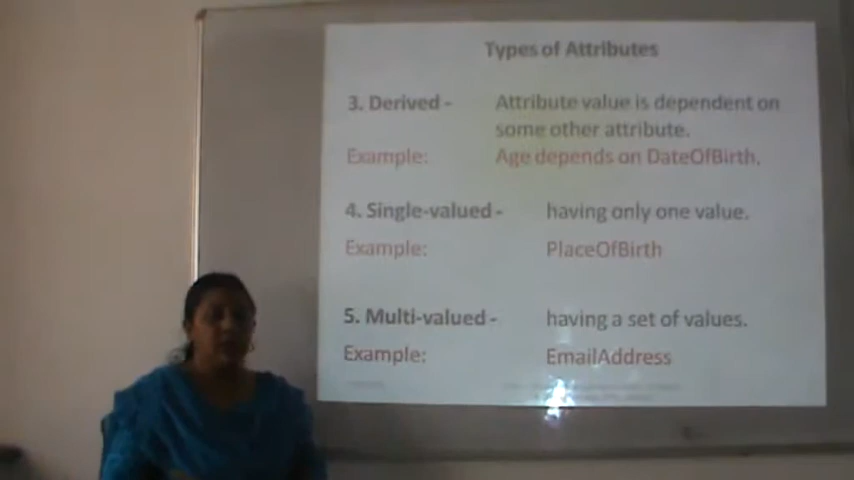 Types of Attributes
3. Derived - Attribute value is dependent on
some other attribute.
Example: Age depends on DateOfBirth.
4. Single-valued - having only one value.
Example: PlaceOfBirth
5. Multi-valued - having a set of values.
Example: EmailAddress